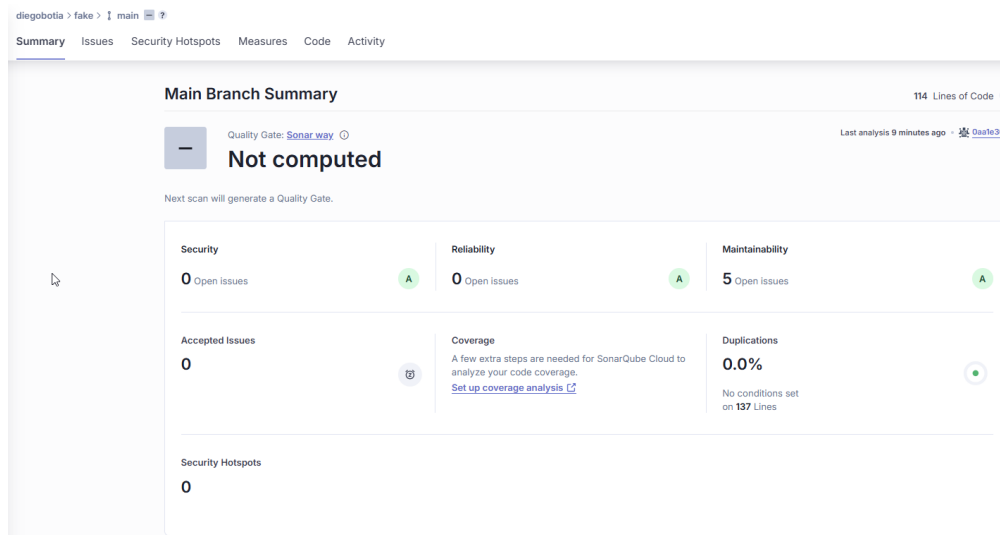 diegobotia > fake > main ?
Summary Issues Security Hotspots Measures Code Activity
Main Branch Summary
114 Lines of Code
Quality Gate: Sonar way
Last analysis 9 minutes ago
Not computed
Next scan will generate a Quality Gate.
Security
0 Open issues A
Reliability
0 Open issues A
Maintainability
5 Open issues A
Accepted Issues
0
Coverage
A few extra steps are needed for SonarQube Cloud to
analyze your code coverage.
Set up coverage analysis
Duplications
0.0%
No conditions set
on 137 Lines
Security Hotspots
0